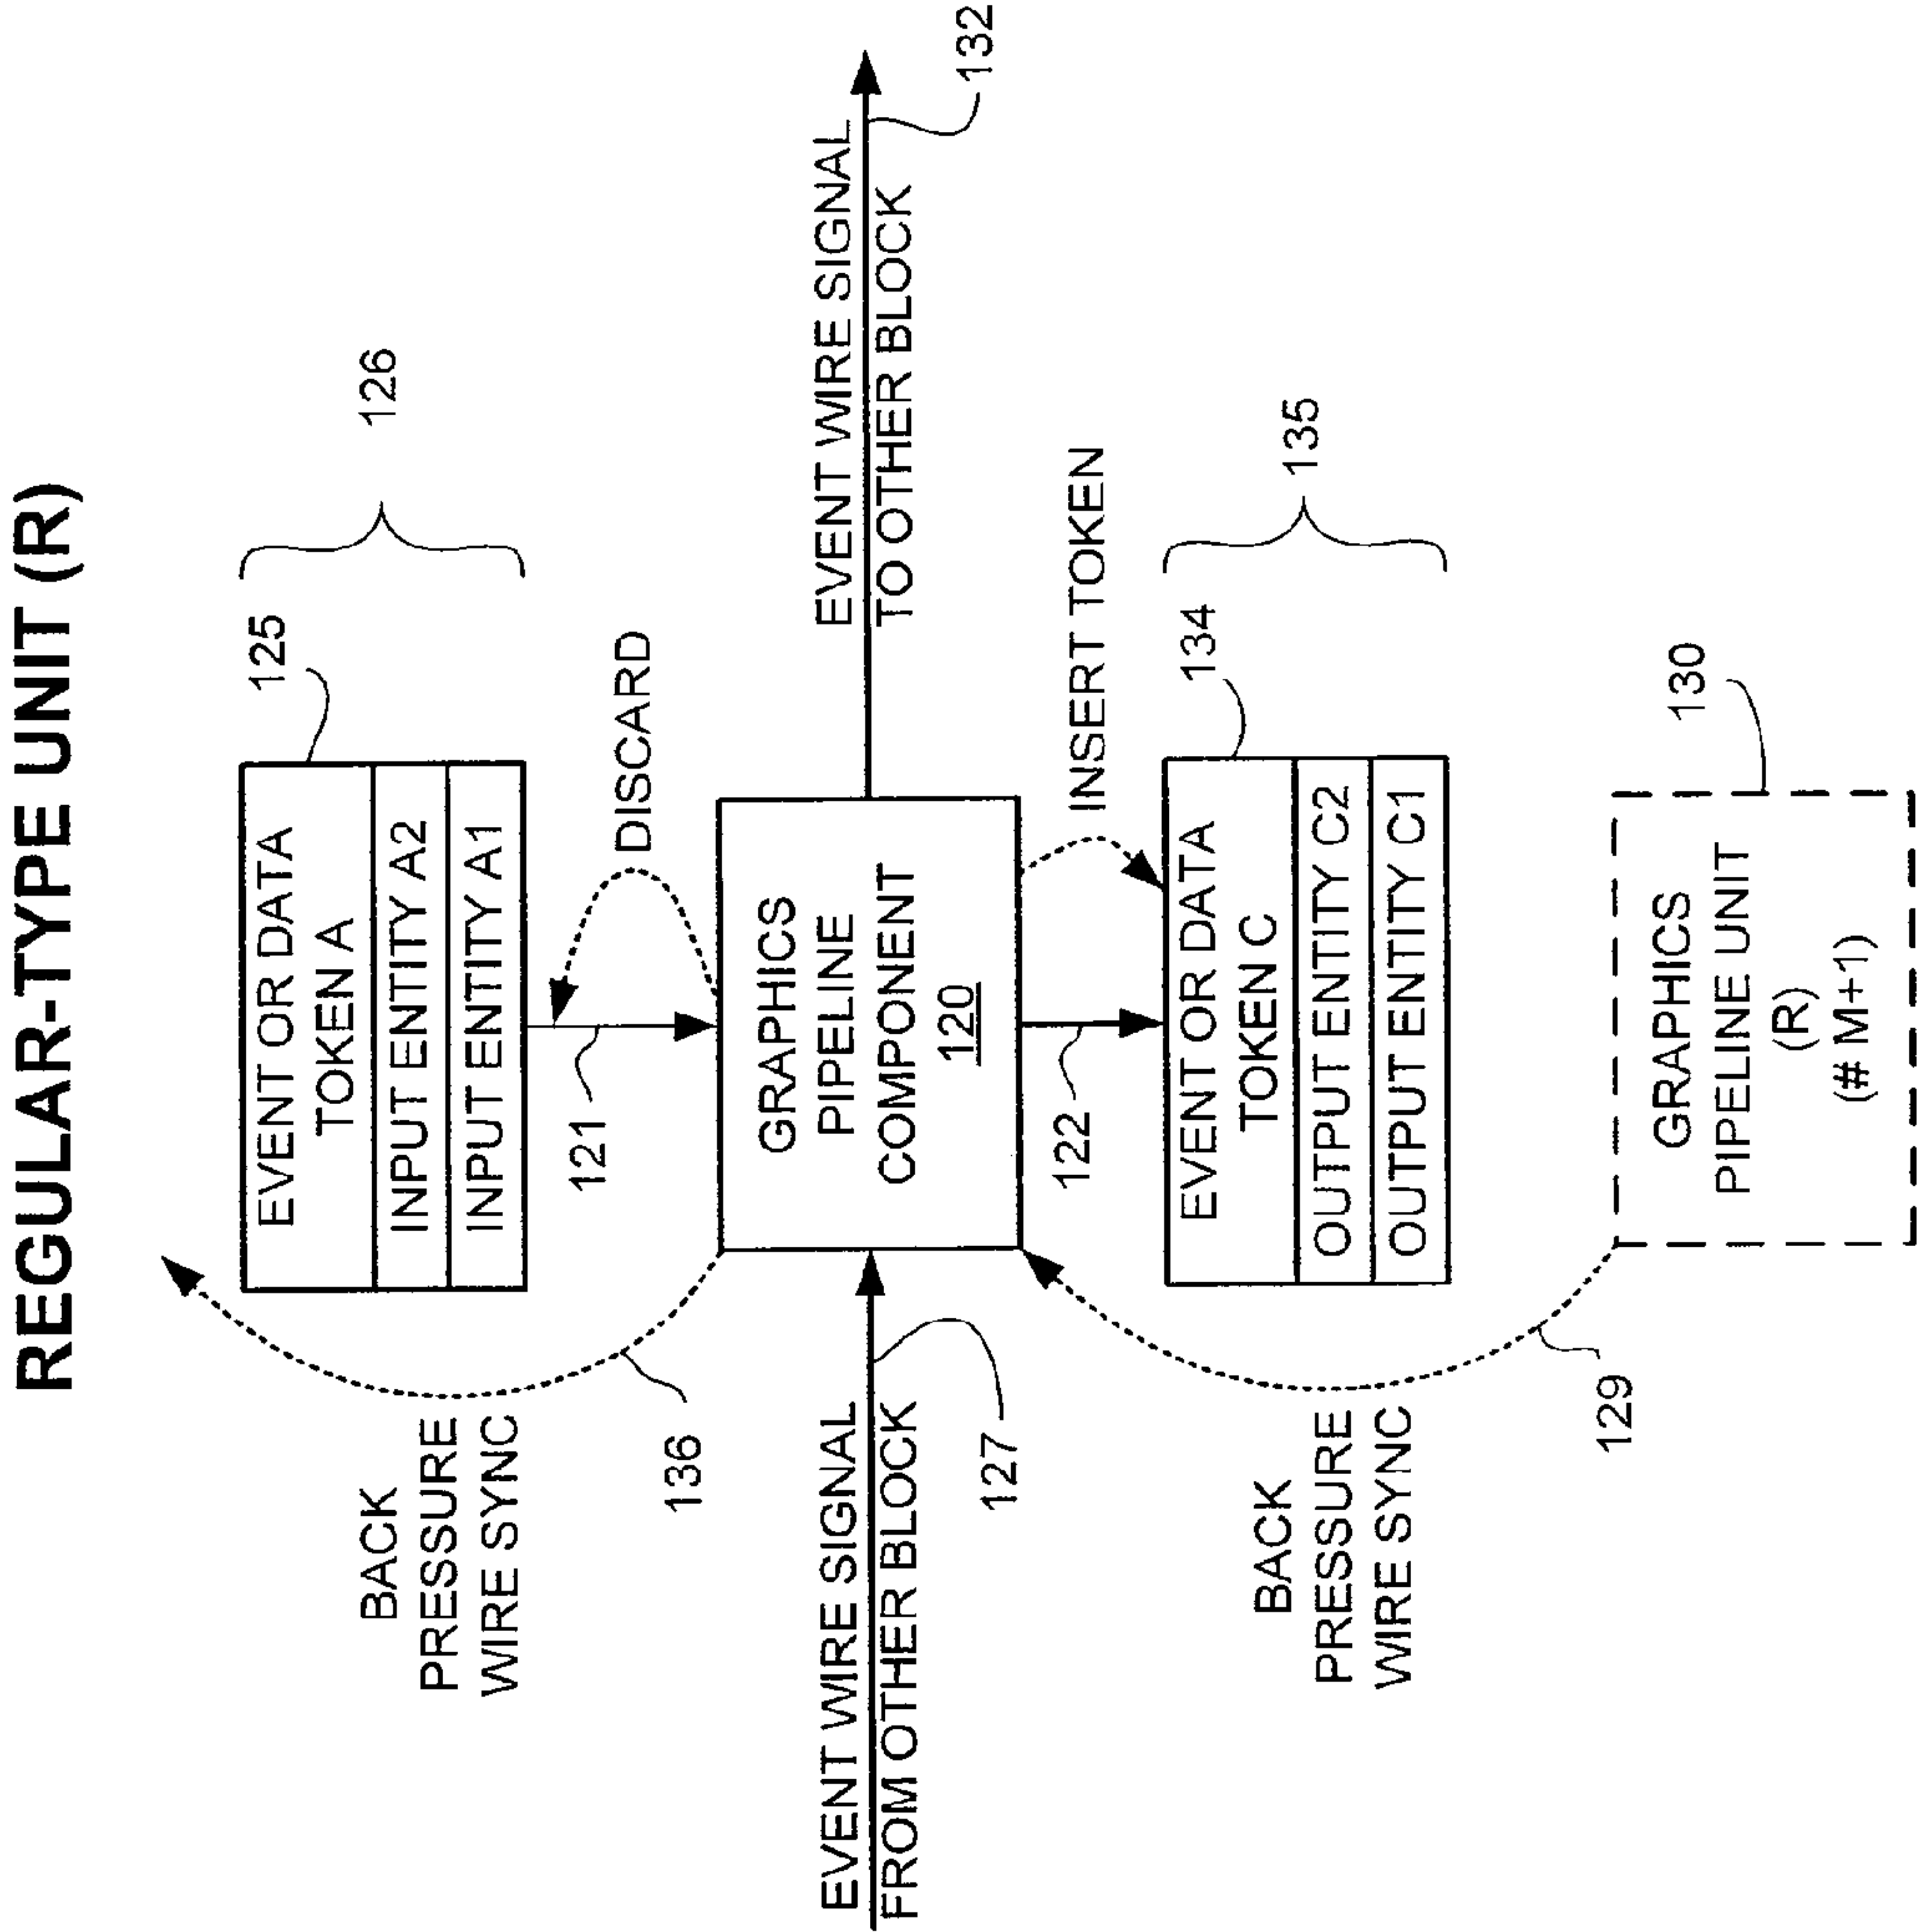 REGULAR-TYPE UNIT (R)
EVENT OR DATA
TOKEN A
INPUT ENTITY A2
INPUT ENTITY A1
125
126
BACK
PRESSURE
WIRE SYNC
136
121
DISCARD
EVENT WIRE SIGNAL
FROM OTHER BLOCK
127
GRAPHICS
PIPELINE
COMPONENT
120
EVENT WIRE SIGNAL
TO OTHER BLOCK
132
122
INSERT TOKEN
EVENT OR DATA
TOKEN C
OUTPUT ENTITY C2
OUTPUT ENTITY C1
134
135
BACK
PRESSURE
WIRE SYNC
129
GRAPHICS
PIPELINE UNIT
(R)
(# M+1)
130